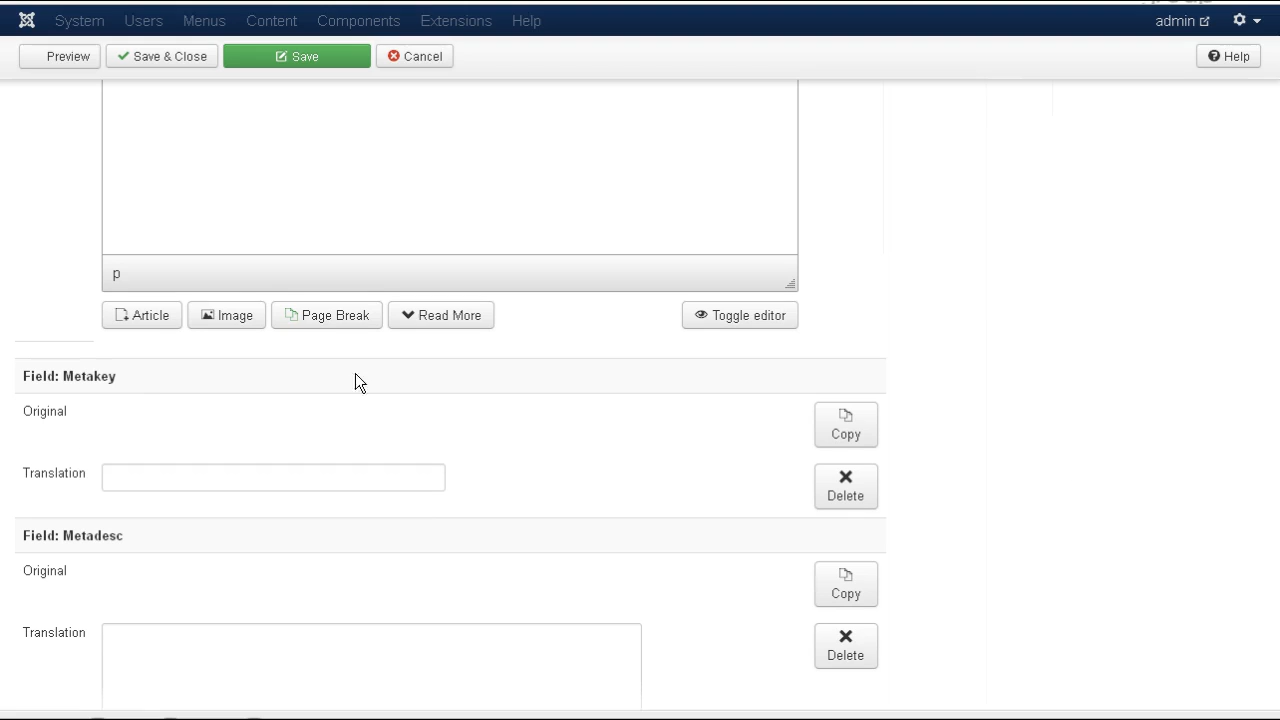 System Users Menus Content Components Extensions Help admin
Preview Save & Close Save Cancel Help
p
Article Image Page Break Read More Toggle editor
Field: Metakey
Original
Copy
Translation
Delete
Field: Metadesc
Original
Copy
Translation
Delete